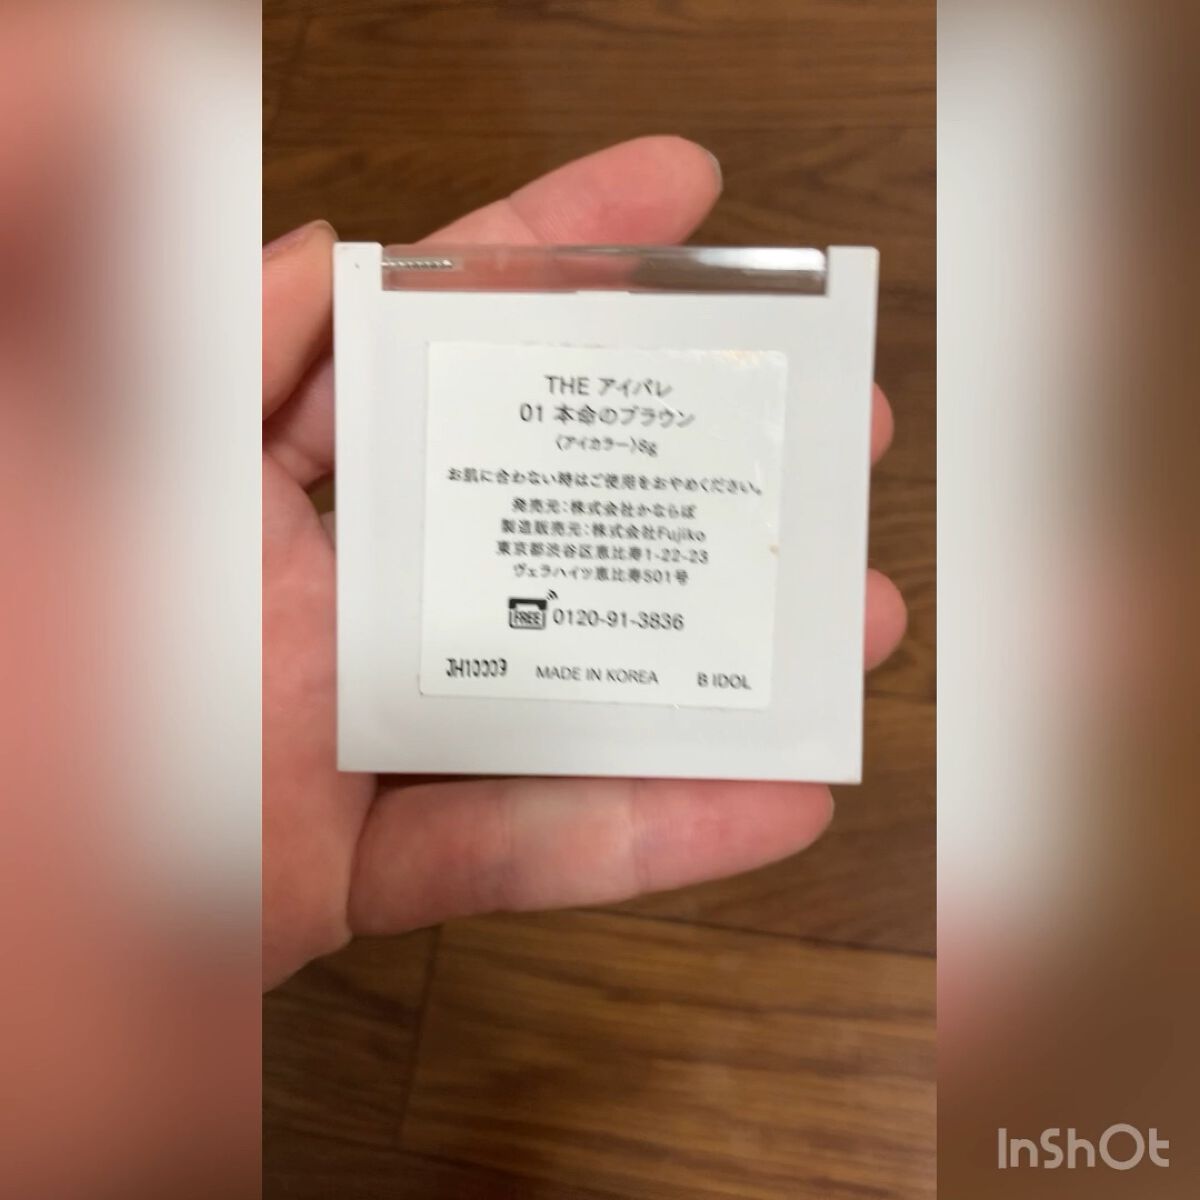 THE アイパレ
01 本命のブラウン
〈アイカラー〉8g
お肌に合わない時はご使用をおやめください。
発売元:株式会社かならぼ
製造販売元:株式会社Fujiko
東京都渋谷区恵比寿1-22-23
ヴェラハイツ恵比寿501号
FREE 0120-91-3836
JH10009 MADE IN KOREA B IDOL
InShOt